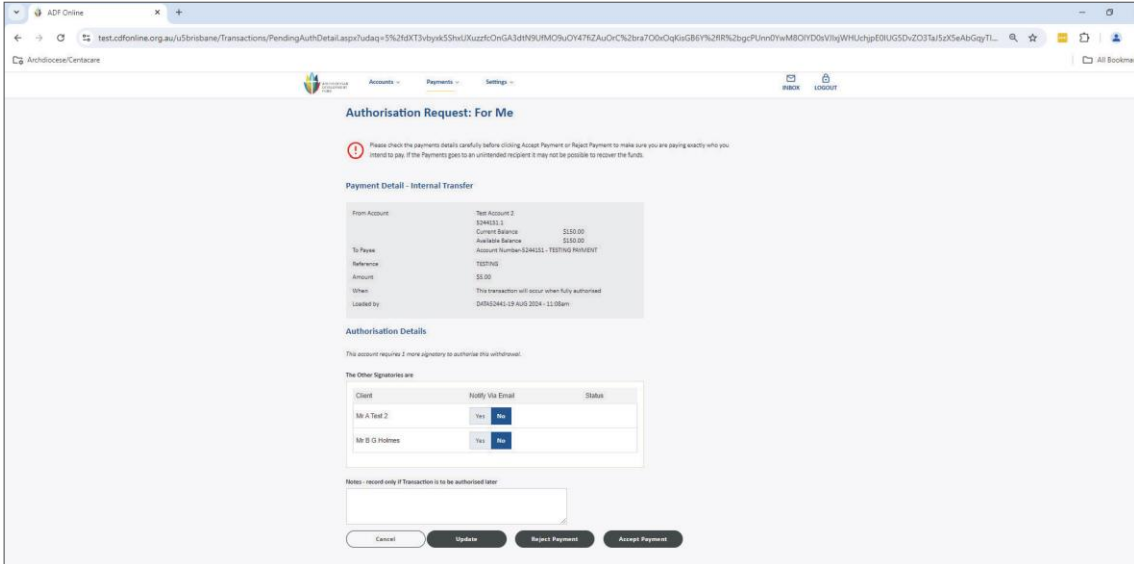 ADF Online
test.cdfonline.org.au/u5brisbane/Transactions/PendingAuthDetail.aspx?
Archdiocese/Centacare
All Bookma
ARCHDIOCESAN DEVELOPMENT FUND
Accounts
Payments
Settings
INBOX
LOGOUT
Authorisation Request: For Me
Please check the payments details carefully before clicking Accept Payment or Reject Payment to make sure you are paying exactly who you
intend to pay. If the Payments goes to an unintended recipient it may not be possible to recover the funds.
Payment Detail - Internal Transfer
From Account Test Account 2
Current Balance $150.00
Available Balance $150.00
To Payee Account Number-5244151 - TESTING PAYMENT
Reference TESTING
Amount $5.00
When This transaction will occur when fully authorised
Loaded by DATAS2441-19 AUG 2024 - 11:08am
Authorisation Details
This account requires 1 more signatory to authorise this withdrawal.
The Other Signatories are
Client Notify Via Email Status
Mr A Test 2 Yes No
Mr B G Holmes Yes No
Notes - record only if Transaction is to be authorised later
Cancel Update Reject Payment Accept Payment